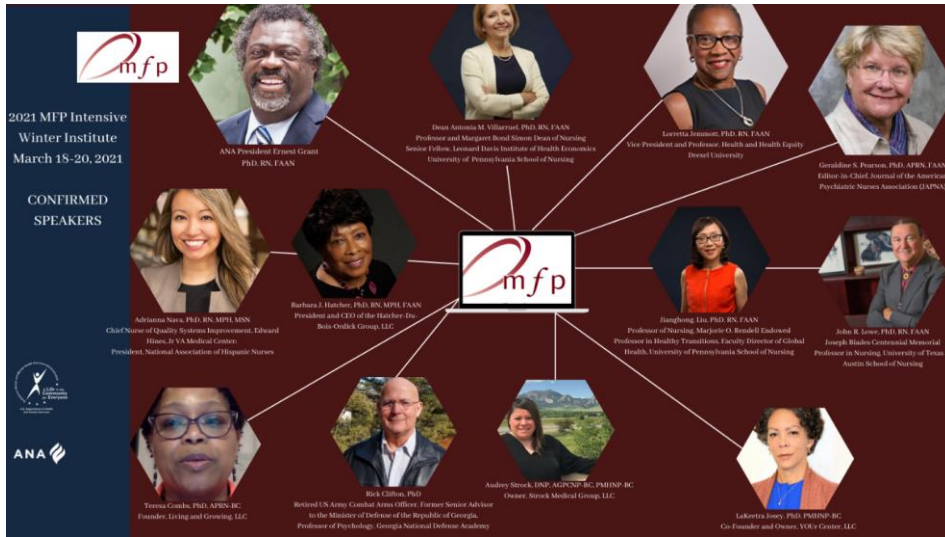 mfp
2021 MFP Intensive
Winter Institute
March 18-20, 2021
CONFIRMED
SPEAKERS
ANA
ANA President Ernest Grant
PhD, RN, FAAN
Dean Antonia M. Villarruel, PhD, RN, FAAN
Professor and Margaret Bond Simon Dean of Nursing
Senior Fellow, Leonard Davis Institute of Health Economics
University of Pennsylvania School of Nursing
Lorretta Jemmott, PhD, RN, FAAN
Vice President and Professor, Health and Health Equity
Drexel University
Geraldine S. Pearson, PhD, APRN, FAAN
Editor-in-Chief, Journal of the American
Psychiatric Nurses Association (JAPNA)
Adrianna Nava, PhD, RN, MPH, MSN
Chief Nurse of Quality Systems Improvement, Edward
Hines, Jr VA Medical Center;
President, National Association of Hispanic Nurses
Barbara J. Hatcher, PhD, RN, MPH, FAAN
President and CEO of the Hatcher-Du-
Bois-Ordick Group, LLC
mfp
Jianghong, Liu, PhD, RN, FAAN
Professor of Nursing, Marjorie O. Rendell Endowed
Professor in Healthy Transitions, Faculty Director of Global
Health, University of Pennsylvania School of Nursing
John R. Lowe, PhD, RN, FAAN
Joseph Blades Centennial Memorial
Professor in Nursing, University of Texas
Austin School of Nursing
Teresa Combs, PhD, APRN-BC
Founder, Living and Growing, LLC
Rick Clifton, PhD
Retired US Army Combat Arms Officer, Former Senior Advisor
to the Minister of Defense of the Republic of Georgia,
Professor of Psychology, Georgia National Defense Academy
Audrey Strock, DNP, AGPCNP-BC, PMHNP-BC
Owner, Strock Medical Group, LLC
LaKeetra Josey, PhD, PMHNP-BC
Co-Founder and Owner, YOUr Center, LLC